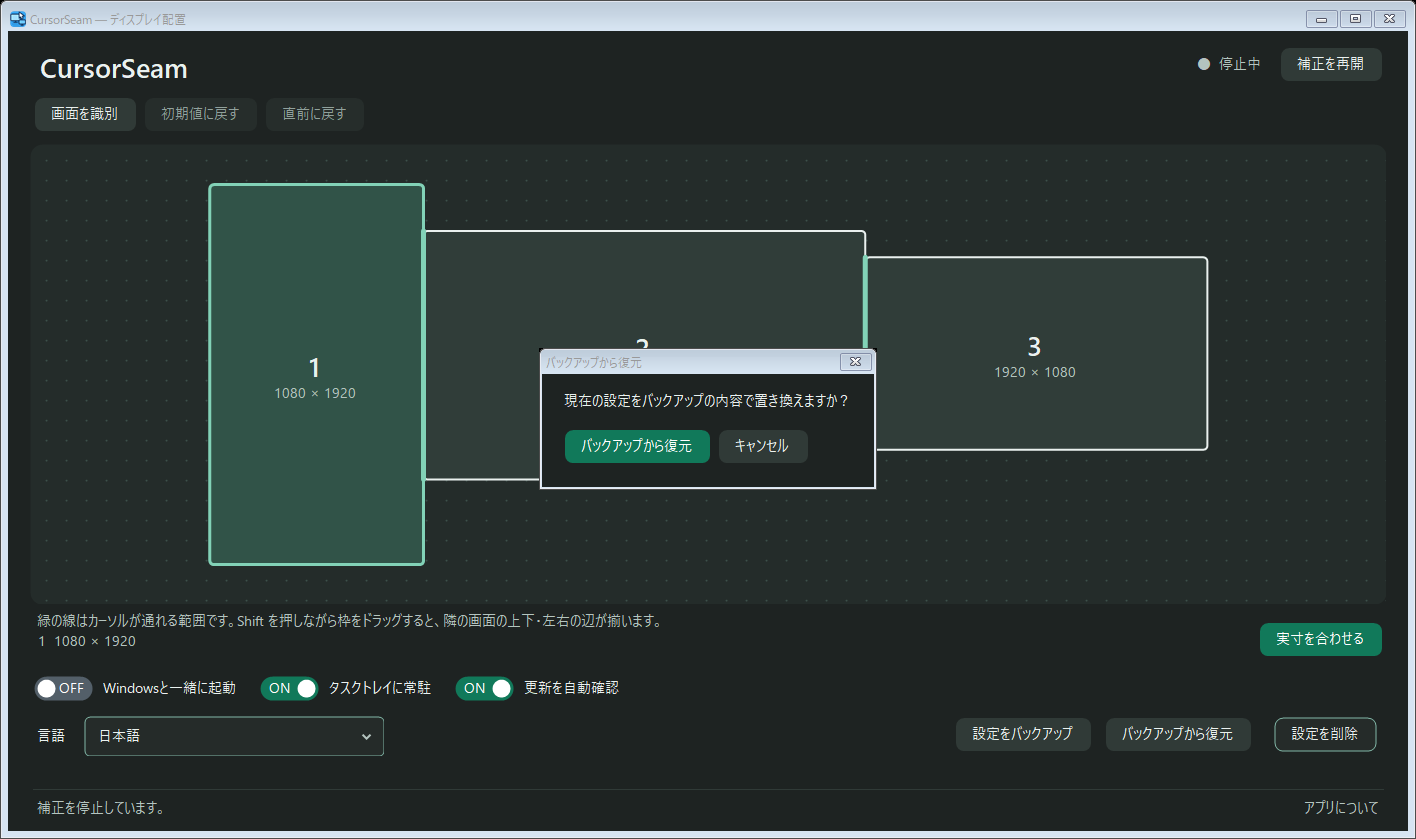 CursorSeam — ディスプレイ配置
CursorSeam
停止中
補正を再開
画面を識別
初期値に戻す
直前に戻す
1
1080 × 1920
3
1920 × 1080
バックアップから復元
現在の設定をバックアップの内容で置き換えますか？
バックアップから復元
キャンセル
緑の線はカーソルが通れる範囲です。Shift を押しながら枠をドラッグすると、隣の画面の上下・左右の辺が揃います。
1 1080 × 1920
実寸を合わせる
OFF
Windowsと一緒に起動
ON
タスクトレイに常駐
ON
更新を自動確認
言語
日本語
設定をバックアップ
バックアップから復元
設定を削除
補正を停止しています。
アプリについて